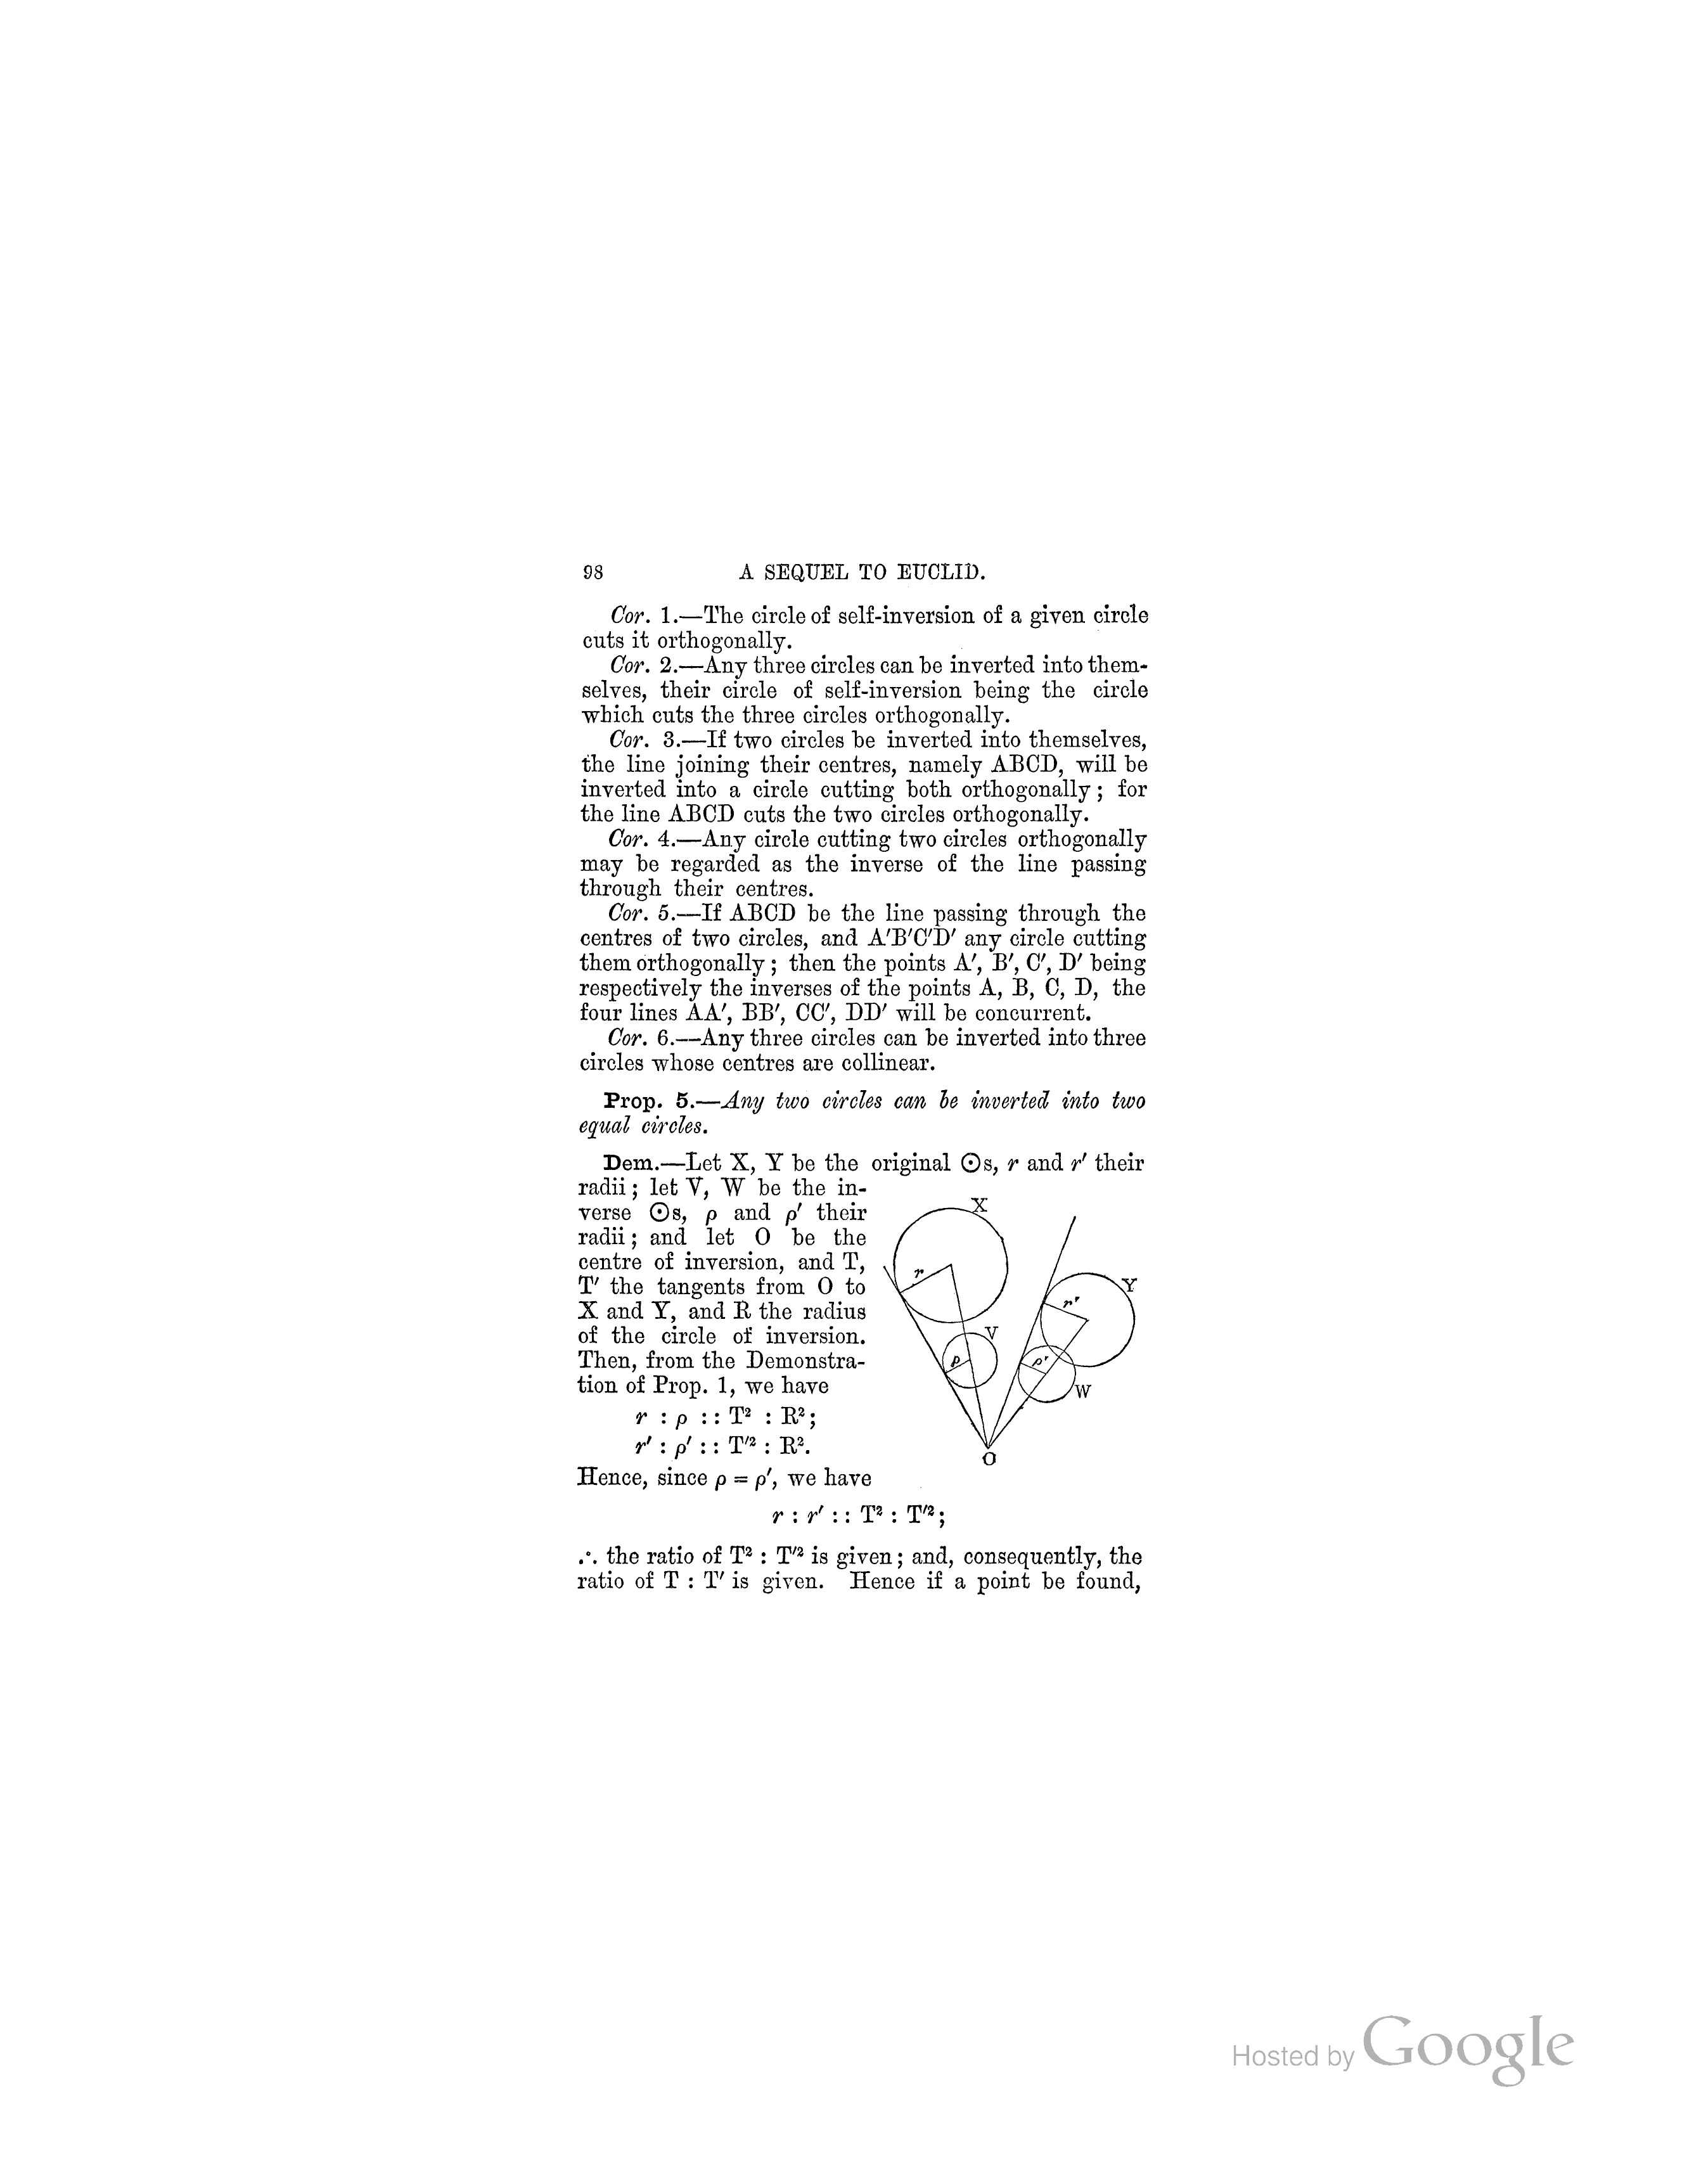 98 A SEQUEL TO EUCLID.
Cor. 1.—The circle of self-inversion of a given circle
cuts it orthogonally.
Cor. 2.—Any three circles can be inverted into them-
selves, their circle of self-inversion being the circle
which cuts the three circles orthogonally.
Cor. 3.—If two circles be inverted into themselves,
the line joining their centres, namely ABCD, will be
inverted into a circle cutting both orthogonally; for
the line ABCD cuts the two circles orthogonally.
Cor. 4.—Any circle cutting two circles orthogonally
may be regarded as the inverse of the line passing
through their centres.
Cor. 5.—If ABCD be the line passing through the
centres of two circles, and A′B′C′D′ any circle cutting
them orthogonally; then the points A′, B′, C′, D′ being
respectively the inverses of the points A, B, C, D, the
four lines AA′, BB′, CC′, DD′ will be concurrent.
Cor. 6.—Any three circles can be inverted into three
circles whose centres are collinear.
Prop. 5.—Any two circles can be inverted into two
equal circles.
Dem.—Let X, Y be the original ⊙s, r and r′ their
radii; let V, W be the in-
verse ⊙s, ρ and ρ′ their
radii; and let O be the
centre of inversion, and T,
T′ the tangents from O to
X and Y, and R the radius
of the circle of inversion.
Then, from the Demonstra-
tion of Prop. 1, we have
r : ρ :: T² : R²;
r′ : ρ′ :: T′² : R².
Hence, since ρ = ρ′, we have
r : r′ :: T² : T′²;
∴ the ratio of T² : T′² is given; and, consequently, the
ratio of T : T′ is given. Hence if a point be found,
X
r
Y
r′
V
ρ
ρ′
W
O
Hosted by Google